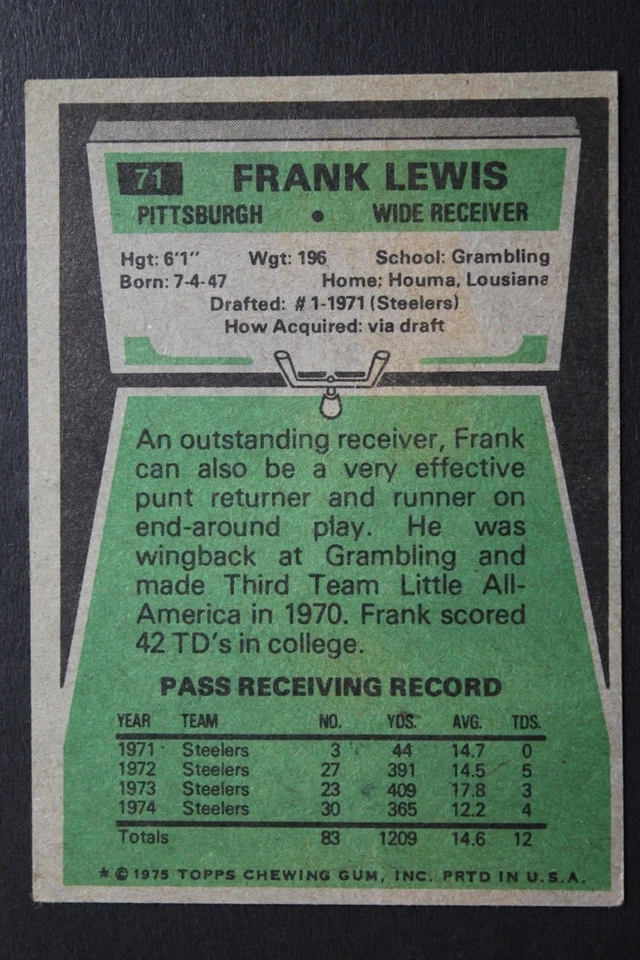 71 FRANK LEWIS
PITTSBURGH • WIDE RECEIVER
Hgt: 6'1" Wgt: 196 School: Grambling
Born: 7-4-47 Home: Houma, Lousiana
Drafted: #1-1971 (Steelers)
How Acquired: via draft
An outstanding receiver, Frank
can also be a very effective
punt returner and runner on
end-around play. He was
wingback at Grambling and
made Third Team Little All-
America in 1970. Frank scored
42 TD's in college.
PASS RECEIVING RECORD
YEAR TEAM NO. YDS. AVG. TDS.
1971 Steelers 3 44 14.7 0
1972 Steelers 27 391 14.5 5
1973 Steelers 23 409 17.8 3
1974 Steelers 30 365 12.2 4
Totals 83 1209 14.6 12
* © 1975 TOPPS CHEWING GUM, INC. PRTD IN U.S.A.